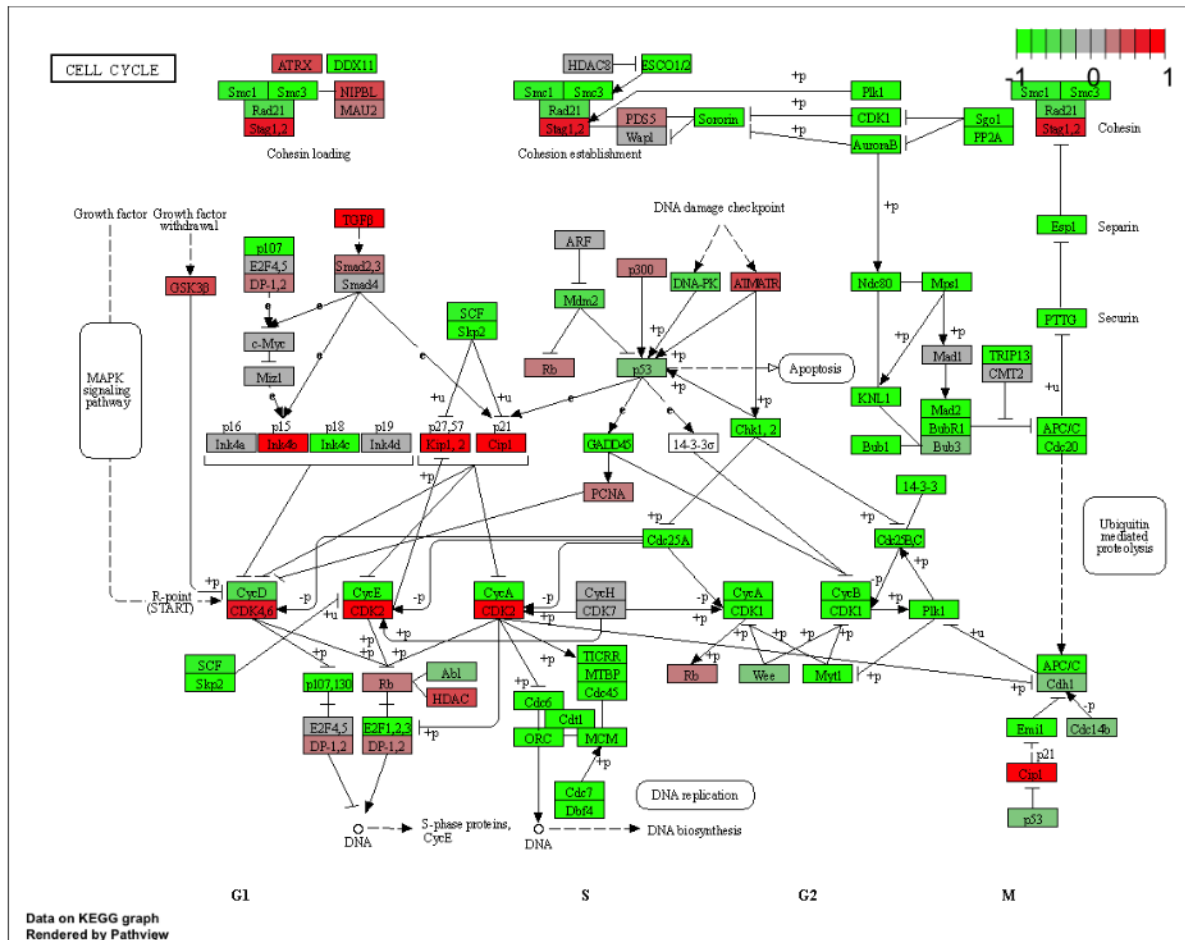 CELL CYCLE
-1 0 1
ATRX DDX11
Smc1 Smc3 NIPBL
Rad21 MAU2
Stag1,2
Cohesin loading
HDAC8 ESCO1/2
Smc1 Smc3
Rad21
Stag1,2
PDS5 Sororin
Wapl
Cohesion establishment
+p Plk1
+p CDK1
+p AuroraB
Sgo1
PP2A
Smc1 Smc3
Rad21
Stag1,2
Cohesin
Growth factor
Growth factor
withdrawal
TGFβ
p107
E2F4,5
DP-1,2
Smad2,3
Smad4
GSK3β
e
c-Myc
Miz1
e
e
e
MAPK
signaling
pathway
SCF
Skp2
+u
+u
ARF
Mdm2
Rb
p300
DNA damage checkpoint
DNA-PK
ATM/ATR
+p
+p
+p
p53
Apoptosis
e
e
e
+p
+p
Ndc80
Mps1
+p
+p
Mad1
KNL1
Mad2
BubR1
Bub3
Bub1
TRIP13
CMT2
Esp1
Separin
PTTG
Securin
+u
APC/C
Cdc20
p16 p15 p18 p19
Ink4a Ink4b Ink4c Ink4d
p27,57
Kip1, 2
p21
Cip1
GADD45
14-3-3σ
Chk1, 2
PCNA
+p
14-3-3
+p
+p
Cdc25A
Cdc25B,C
Ubiquitin
mediated
proteolysis
R-point
(START)
+p
CycD
CDK4,6
-p
CycE
CDK2
-p
CycA
CDK2
-p
+p
CycH
CDK7
-p
CycA
CDK1
CycB
CDK1
-p
+p
+p
Plk1
+u
+u
SCF
Skp2
+p
+p
+p
+p
p107,130
Rb
Abl
HDAC
E2F4,5
DP-1,2
E2F1,2,3
DP-1,2
+p
TICRR
MTBP
Cdc45
+p
+p
Cdc6
Cdt1
ORC
MCM
+p
Cdc7
Dbf4
+p
Rb
+p
+p
Wee
Myt1
+p
+p
APC/C
Cdh1
-p
Emi1
Cdc14b
p21
Cip1
p53
DNA replication
DNA
S-phase proteins,
CycE
DNA
DNA biosynthesis
G1 S G2 M
Data on KEGG graph
Rendered by Pathview